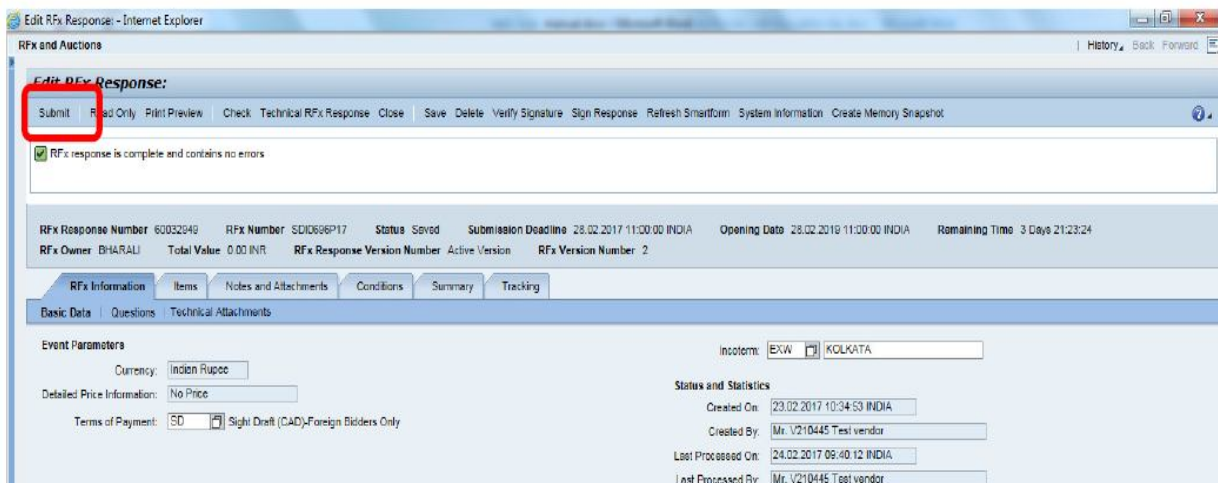 Edit RFx Response: - Internet Explorer
RFx and Auctions
History Back Forward
Edit RFx Response:
Submit Read Only Print Preview Check Technical RFx Response Close Save Delete Verify Signature Sign Response Refresh Smartform System Information Create Memory Snapshot
RFx response is complete and contains no errors
RFx Response Number 60032949 RFx Number SDI0696P17 Status Saved Submission Deadline 28.02.2017 11:00:00 INDIA Opening Date 28.02.2019 11:00:00 INDIA Remaining Time 3 Days 21:23:24
RFx Owner BHARALI Total Value 0.00 INR RFx Response Version Number Active Version RFx Version Number 2
RFx Information Items Notes and Attachments Conditions Summary Tracking
Basic Data Questions Technical Attachments
Event Parameters
Incoterm: EXW KOLKATA
Currency: Indian Rupee
Status and Statistics
Detailed Price Information: No Price
Created On: 23.02.2017 10:34:53 INDIA
Terms of Payment: SD Sight Draft (CAD)-Foreign Bidders Only
Created By: Mr. V210445 Test vendor
Last Processed On: 24.02.2017 09:40:12 INDIA
Last Processed By: Mr. V210445 Test vendor